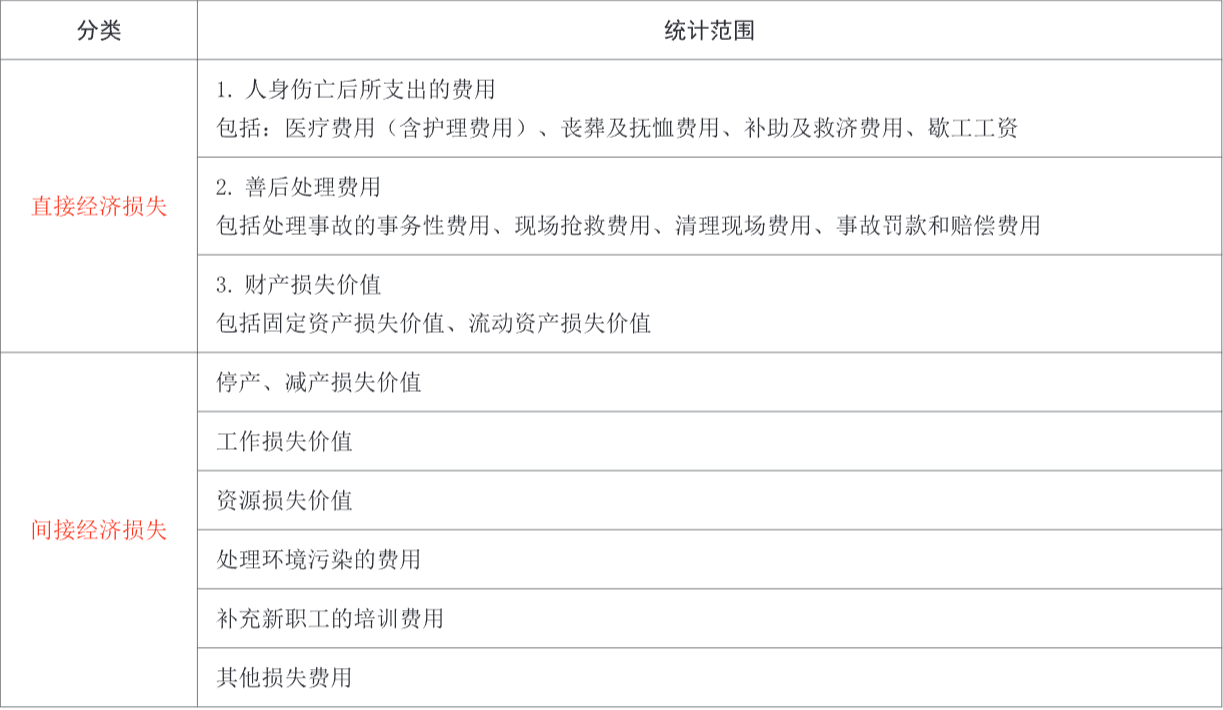 分类
统计范围
直接经济损失
1. 人身伤亡后所支出的费用
包括：医疗费用（含护理费用）、丧葬及抚恤费用、补助及救济费用、歇工工资
2. 善后处理费用
包括处理事故的事务性费用、现场抢救费用、清理现场费用、事故罚款和赔偿费用
3. 财产损失价值
包括固定资产损失价值、流动资产损失价值
间接经济损失
停产、减产损失价值
工作损失价值
资源损失价值
处理环境污染的费用
补充新职工的培训费用
其他损失费用